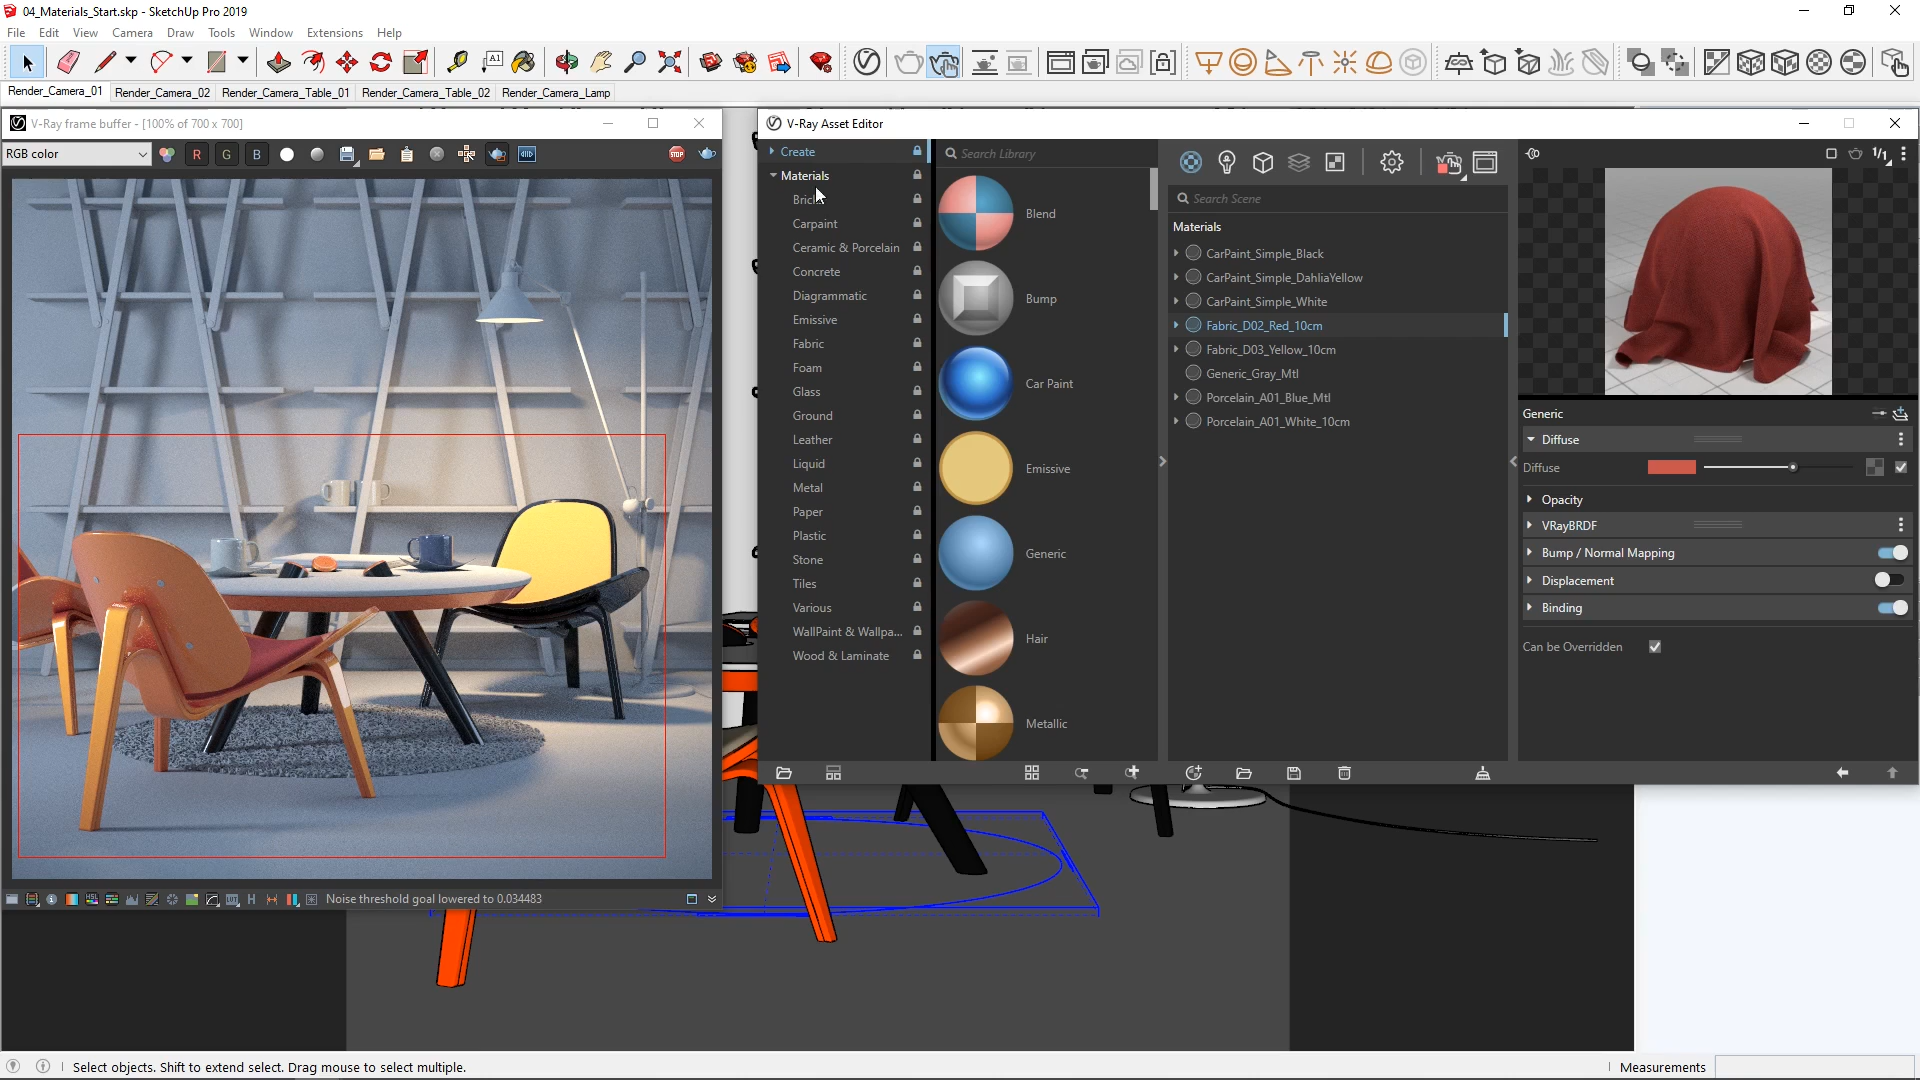 04_Materials_Start.skp - SketchUp Pro 2019
File Edit View Camera Draw Tools Window Extensions Help
Render_Camera_01 Render_Camera_02 Render_Camera_Table_01 Render_Camera_Table_02 Render_Camera_Lamp
V-Ray frame buffer - [100% of 700 x 700]
RGB color
R G B
STOP
Noise threshold goal lowered to 0.034483
V-Ray Asset Editor
Create
Materials
Carpaint
Ceramic & Porcelain
Concrete
Diagrammatic
Emissive
Fabric
Foam
Glass
Ground
Leather
Liquid
Metal
Paper
Plastic
Stone
Tiles
Various
WallPaint & Wallpa...
Wood & Laminate
Search Library
Blend
Bump
Car Paint
Emissive
Generic
Hair
Metallic
Search Scene
Materials
CarPaint_Simple_Black
CarPaint_Simple_DahliaYellow
CarPaint_Simple_White
Fabric_D02_Red_10cm
Fabric_D03_Yellow_10cm
Generic_Gray_Mtl
Porcelain_A01_Blue_Mtl
Porcelain_A01_White_10cm
1/1
Generic
Diffuse
Diffuse
Opacity
VRayBRDF
Bump / Normal Mapping
Displacement
Binding
Can be Overridden
Select objects. Shift to extend select. Drag mouse to select multiple.
Measurements